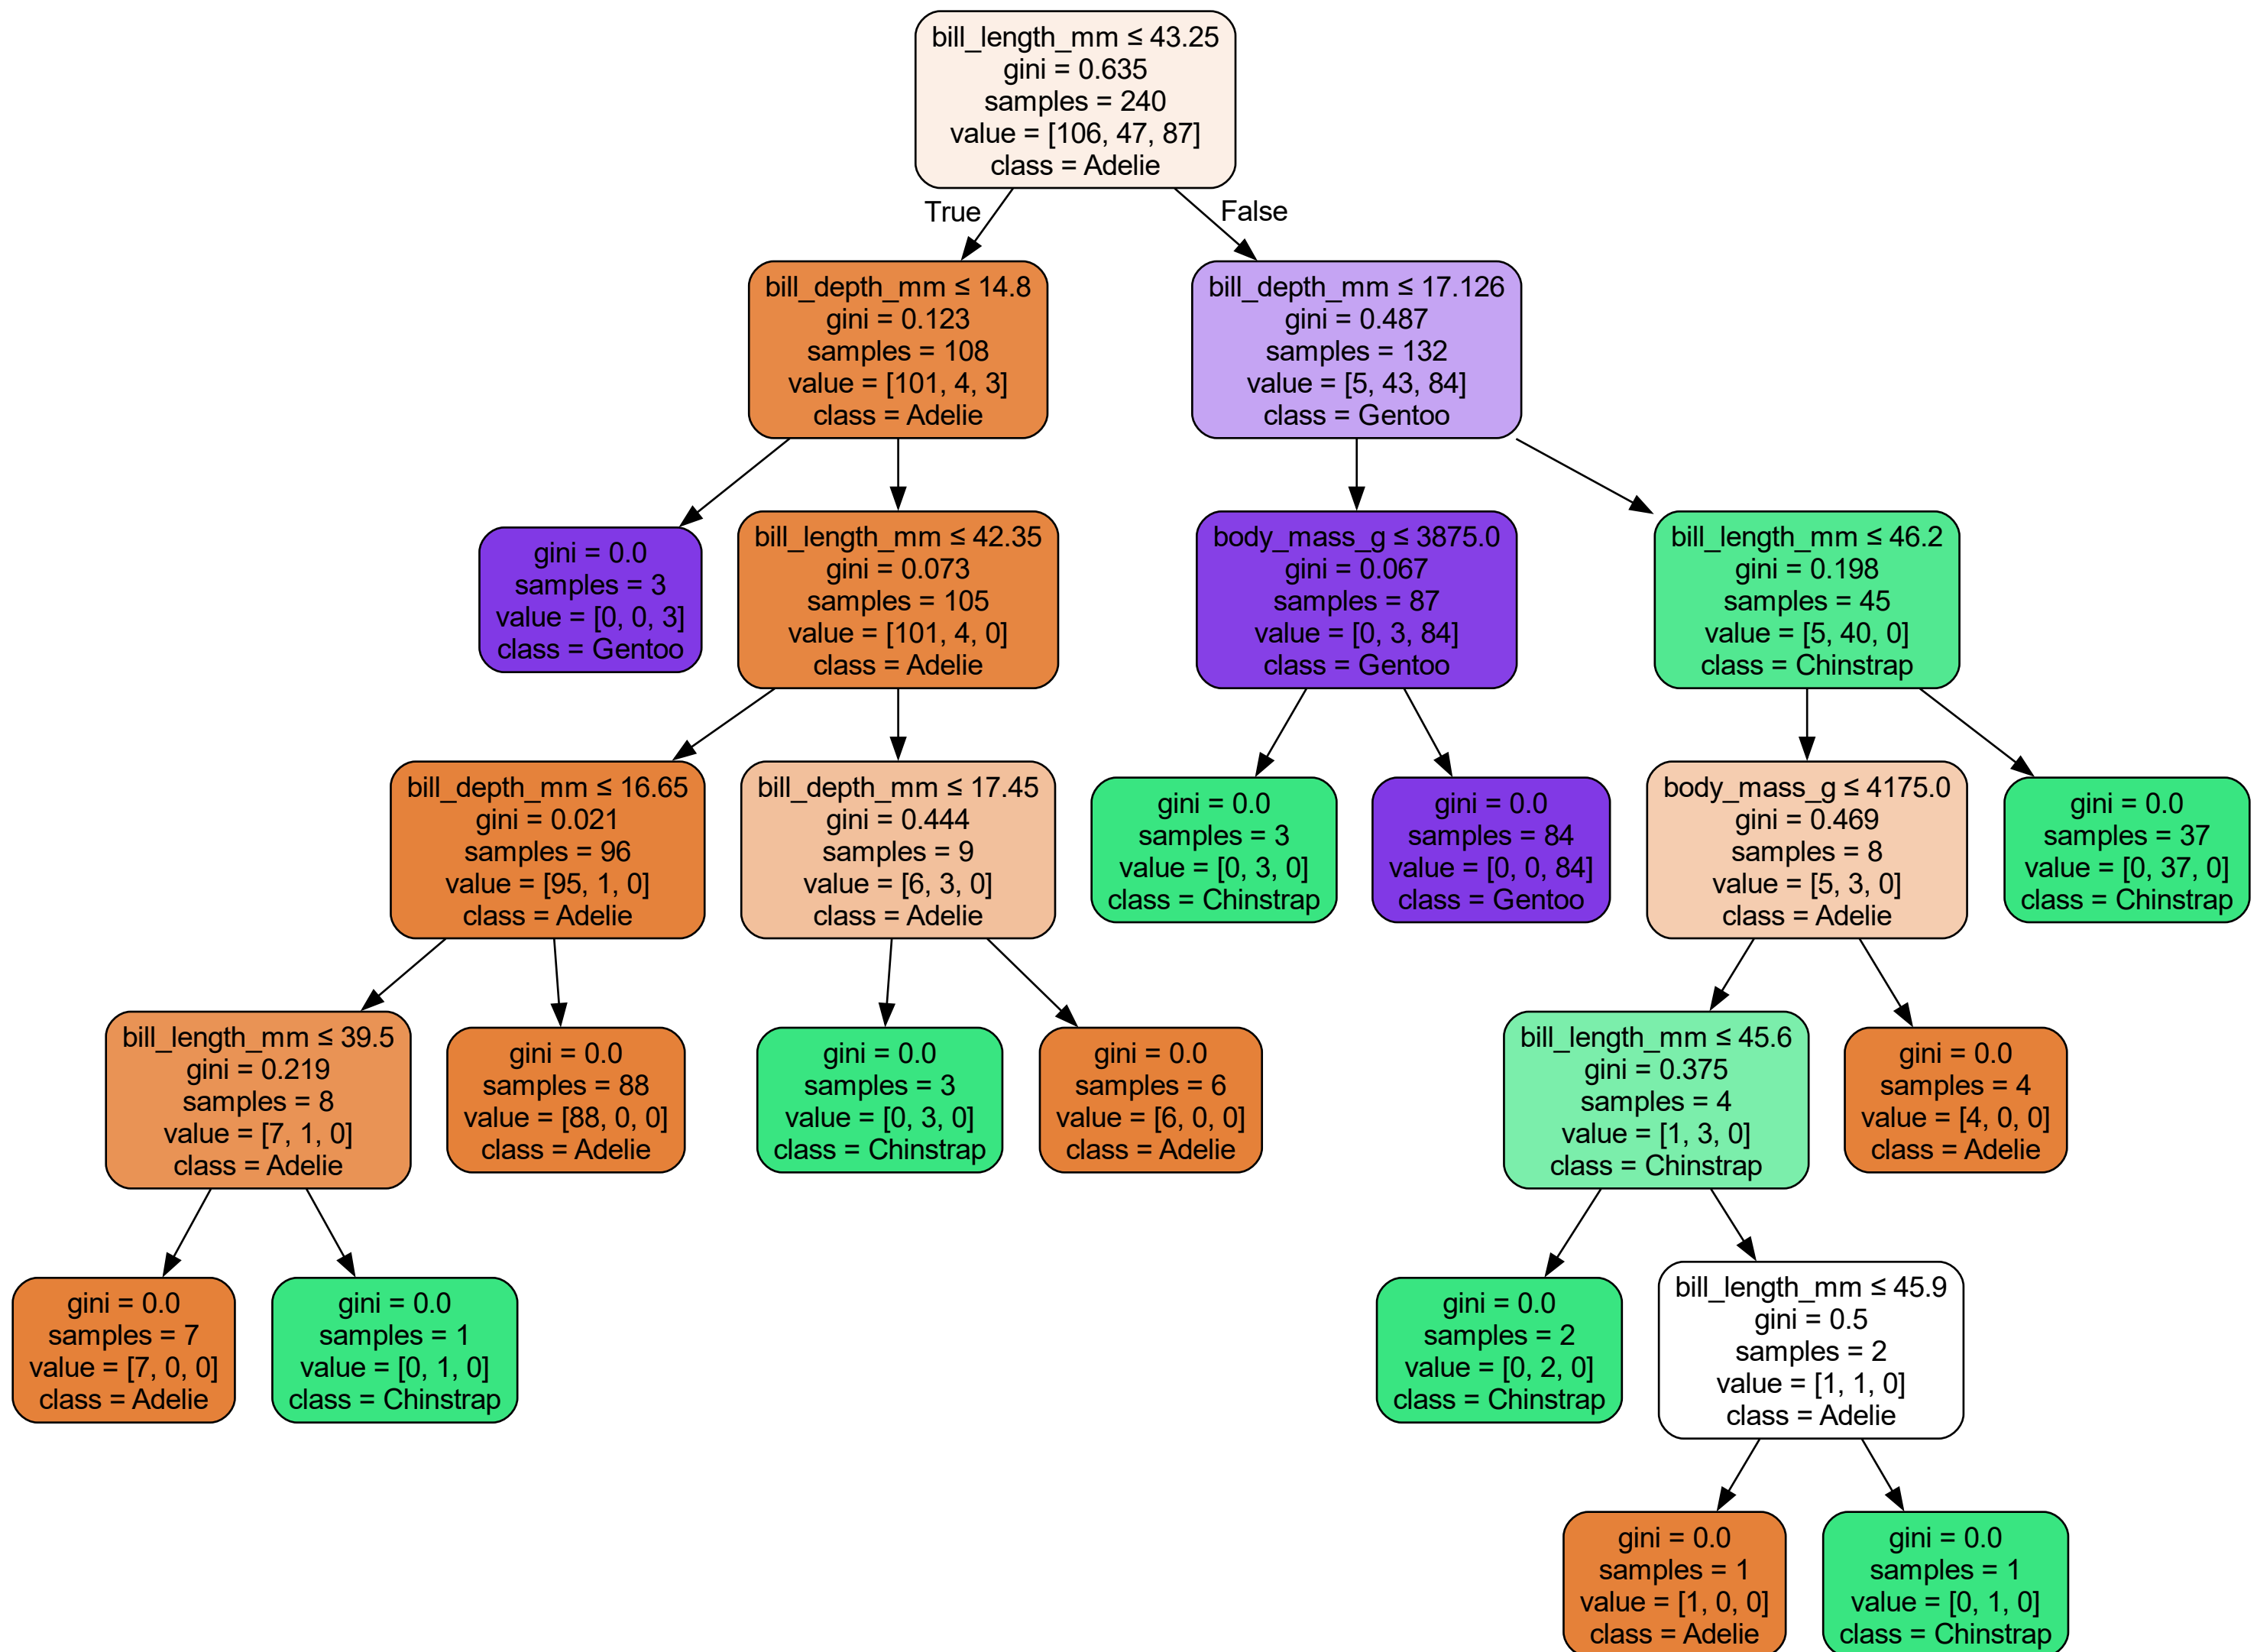 bill_length_mm ≤ 43.25
gini = 0.635
samples = 240
value = [106, 47, 87]
class = Adelie
True
False
bill_depth_mm ≤ 14.8
gini = 0.123
samples = 108
value = [101, 4, 3]
class = Adelie
bill_depth_mm ≤ 17.126
gini = 0.487
samples = 132
value = [5, 43, 84]
class = Gentoo
gini = 0.0
samples = 3
value = [0, 0, 3]
class = Gentoo
bill_length_mm ≤ 42.35
gini = 0.073
samples = 105
value = [101, 4, 0]
class = Adelie
body_mass_g ≤ 3875.0
gini = 0.067
samples = 87
value = [0, 3, 84]
class = Gentoo
bill_length_mm ≤ 46.2
gini = 0.198
samples = 45
value = [5, 40, 0]
class = Chinstrap
bill_depth_mm ≤ 16.65
gini = 0.021
samples = 96
value = [95, 1, 0]
class = Adelie
bill_depth_mm ≤ 17.45
gini = 0.444
samples = 9
value = [6, 3, 0]
class = Adelie
gini = 0.0
samples = 3
value = [0, 3, 0]
class = Chinstrap
gini = 0.0
samples = 84
value = [0, 0, 84]
class = Gentoo
body_mass_g ≤ 4175.0
gini = 0.469
samples = 8
value = [5, 3, 0]
class = Adelie
gini = 0.0
samples = 37
value = [0, 37, 0]
class = Chinstrap
bill_length_mm ≤ 39.5
gini = 0.219
samples = 8
value = [7, 1, 0]
class = Adelie
gini = 0.0
samples = 88
value = [88, 0, 0]
class = Adelie
gini = 0.0
samples = 3
value = [0, 3, 0]
class = Chinstrap
gini = 0.0
samples = 6
value = [6, 0, 0]
class = Adelie
bill_length_mm ≤ 45.6
gini = 0.375
samples = 4
value = [1, 3, 0]
class = Chinstrap
gini = 0.0
samples = 4
value = [4, 0, 0]
class = Adelie
gini = 0.0
samples = 7
value = [7, 0, 0]
class = Adelie
gini = 0.0
samples = 1
value = [0, 1, 0]
class = Chinstrap
gini = 0.0
samples = 2
value = [0, 2, 0]
class = Chinstrap
bill_length_mm ≤ 45.9
gini = 0.5
samples = 2
value = [1, 1, 0]
class = Adelie
gini = 0.0
samples = 1
value = [1, 0, 0]
class = Adelie
gini = 0.0
samples = 1
value = [0, 1, 0]
class = Chinstrap